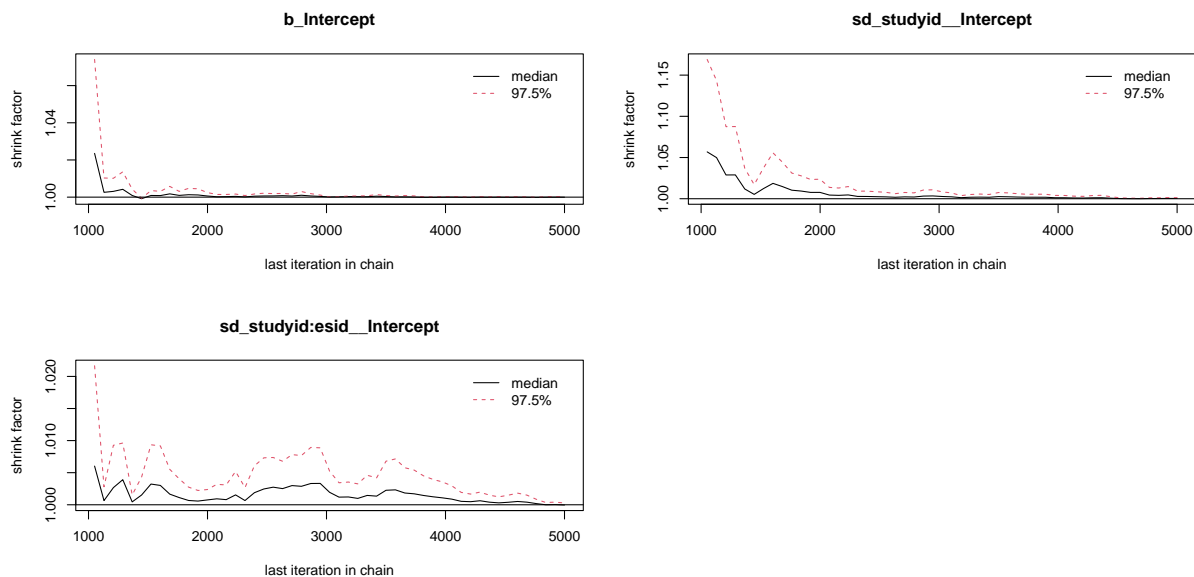 b_Intercept
shrink factor
1.00
1.04
median
97.5%
1000 2000 3000 4000 5000
last iteration in chain
sd_studyid__Intercept
shrink factor
1.00 1.05 1.10 1.15
median
97.5%
1000 2000 3000 4000 5000
last iteration in chain
sd_studyid:esid__Intercept
shrink factor
1.000 1.010 1.020
median
97.5%
1000 2000 3000 4000 5000
last iteration in chain